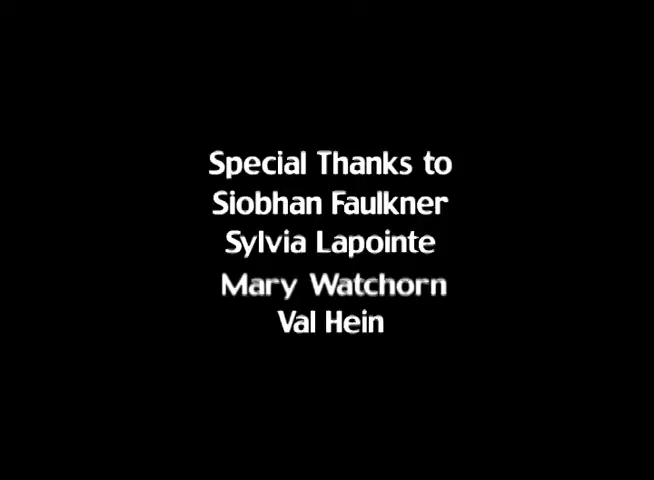 Special Thanks to
Siobhan Faulkner
Sylvia Lapointe
Mary Watchorn
Val Hein